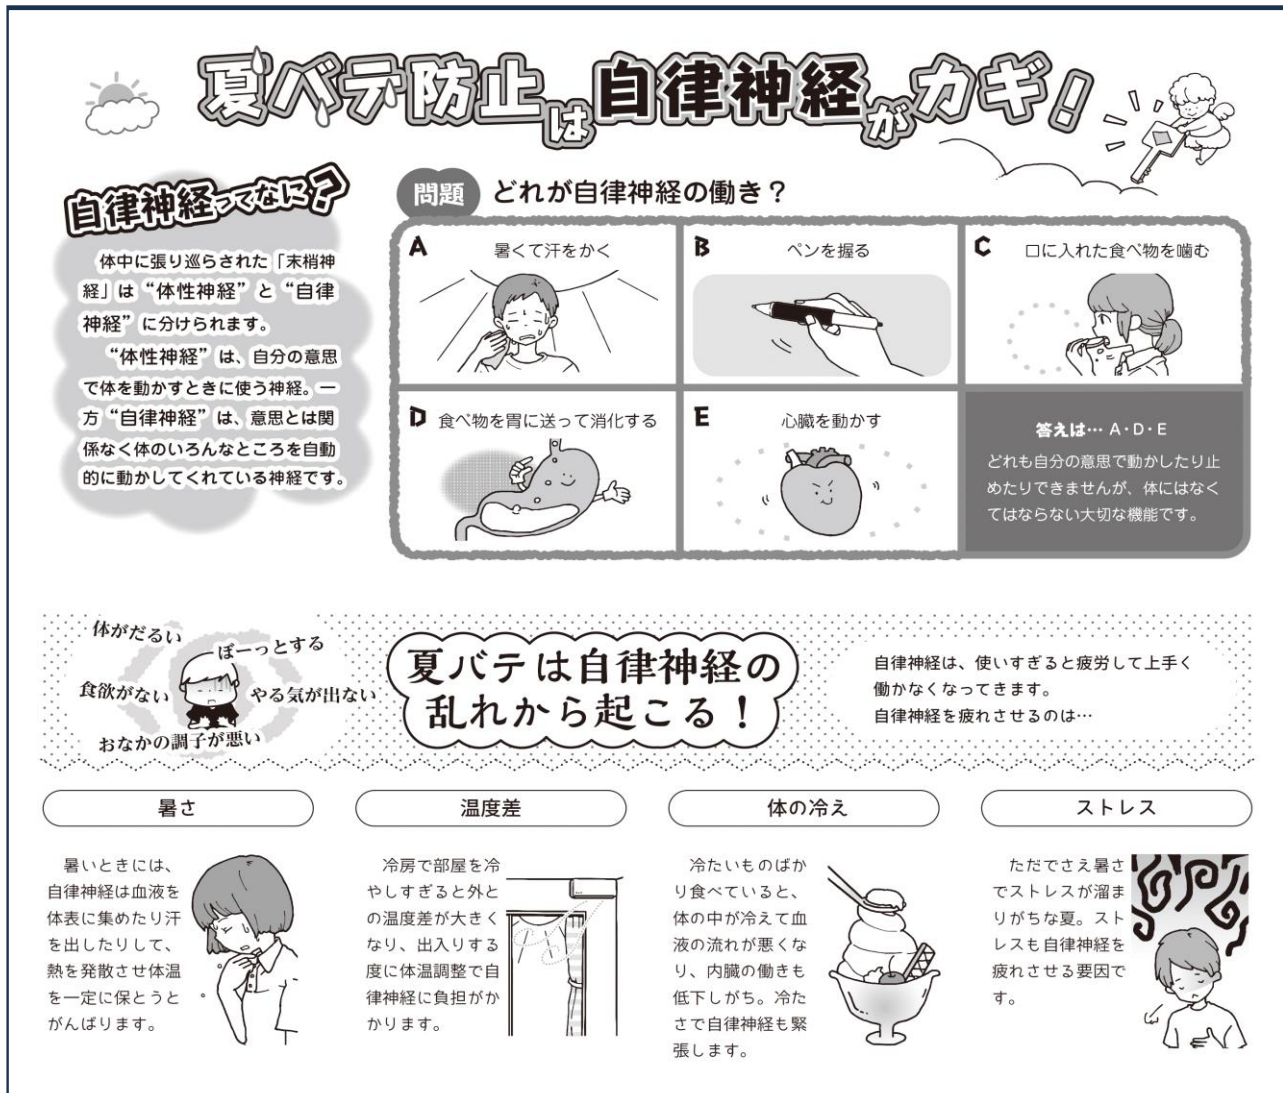 夏バテ防止は自律神経がカギ！
自律神経ってなに？
体中に張り巡らされた「末梢神
経」は“体性神経”と“自律
神経”に分けられます。
“体性神経”は、自分の意思
で体を動かすときに使う神経。一
方“自律神経”は、意思とは関
係なく体のいろんなところを自動
的に動かしてくれている神経です。
問題 どれが自律神経の働き？
A 暑くて汗をかく
B ペンを握る
C 口に入れた食べ物を噛む
D 食べ物を胃に送って消化する
E 心臓を動かす
答えは…A・D・E
どれも自分の意思で動かしたり止
めたりできませんが、体にはなく
てはならない大切な機能です。
体がだるい
ぼーっとする
食欲がない
やる気が出ない
おなかの調子が悪い
夏バテは自律神経の
乱れから起こる！
自律神経は、使いすぎると疲労して上手く
働かなくなってきます。
自律神経を疲れさせるのは…
暑さ
暑いときには、
自律神経は血液を
体表に集めたり汗
を出したりして、
熱を発散させ体温
を一定に保とうと
がんばります。
温度差
冷房で部屋を冷
やしすぎると外と
の温度差が大きく
なり、出入りする
度に体温調整で自
律神経に負担がか
かります。
体の冷え
冷たいものばか
り食べていると、
体の中が冷えて血
液の流れが悪くな
り、内臓の働きも
低下しがち。冷た
さで自律神経も緊
張します。
ストレス
ただでさえ暑さ
でストレスが溜ま
りがちな夏。スト
レスも自律神経を
疲れさせる要因で
す。